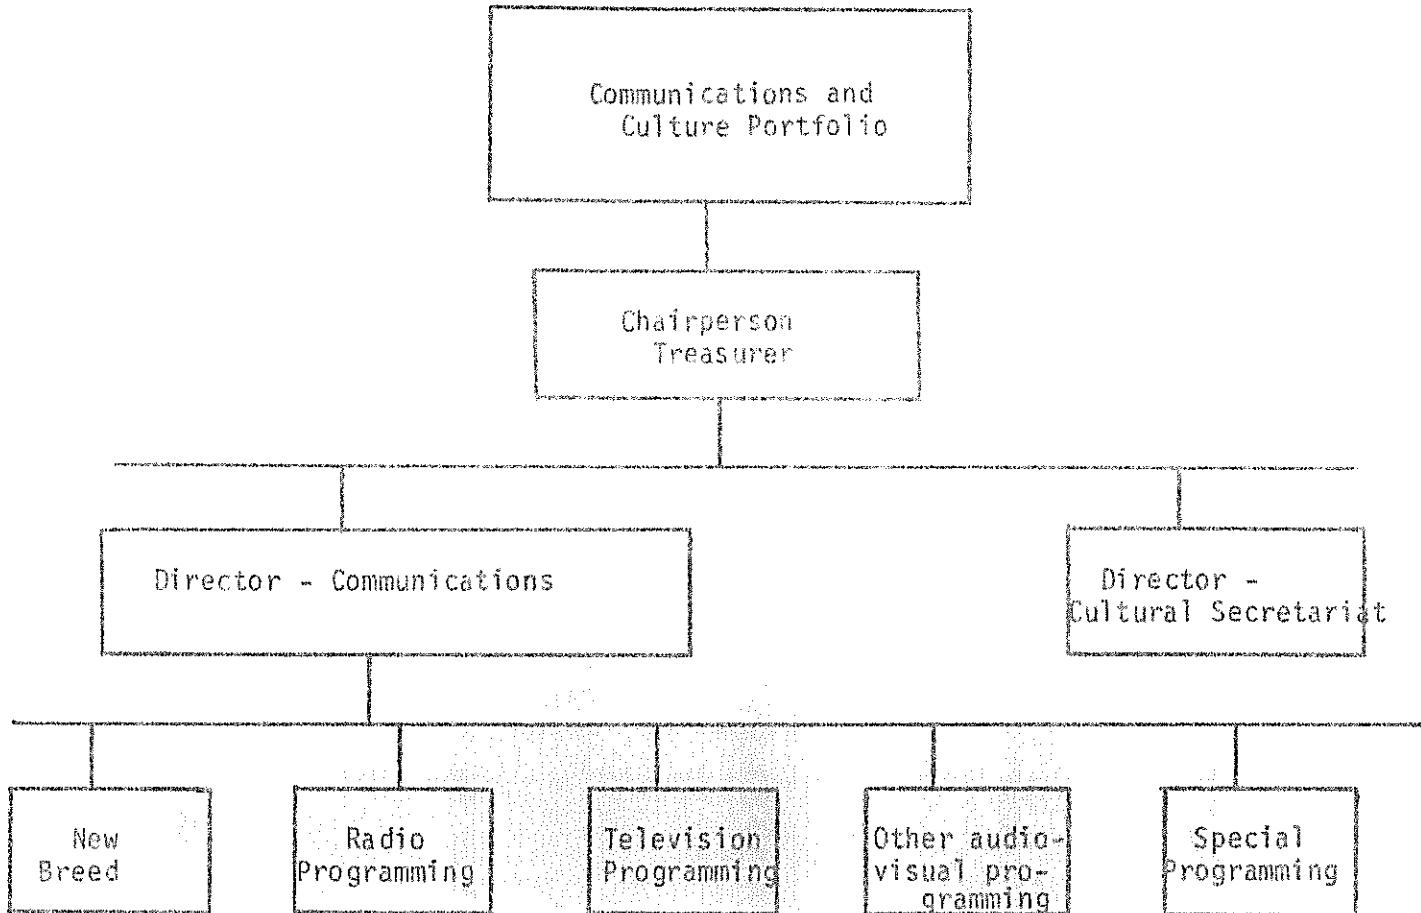 Communications and
Culture Portfolio
Chairperson
Treasurer
Director - Communications
Director -
Cultural Secretariat
New
Breed
Radio
Programming
Television
Programming
Other audio-
visual pro-
gramming
Special
Programming